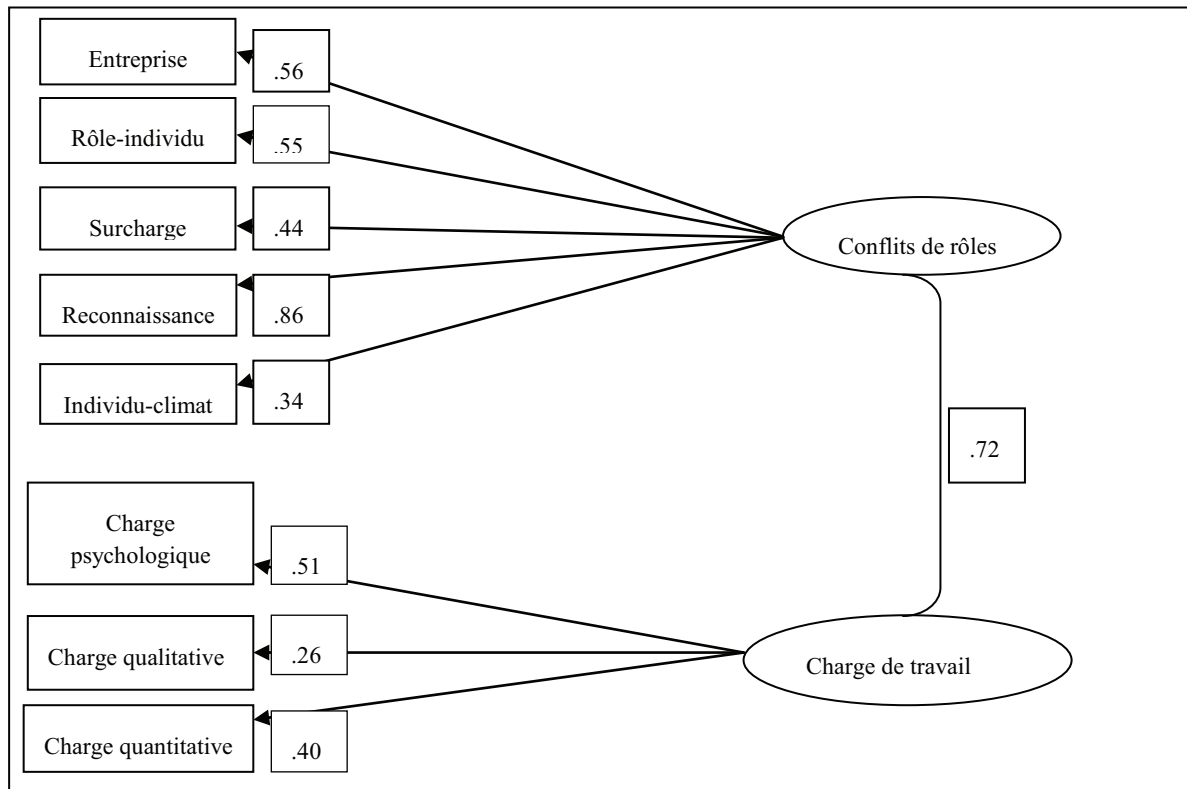 Entreprise
.56
Rôle-individu
.55
Surcharge
.44
Conflits de rôles
Reconnaissance
.86
Individu-climat
.34
.72
Charge
psychologique
.51
Charge qualitative
.26
Charge de travail
Charge quantitative
.40